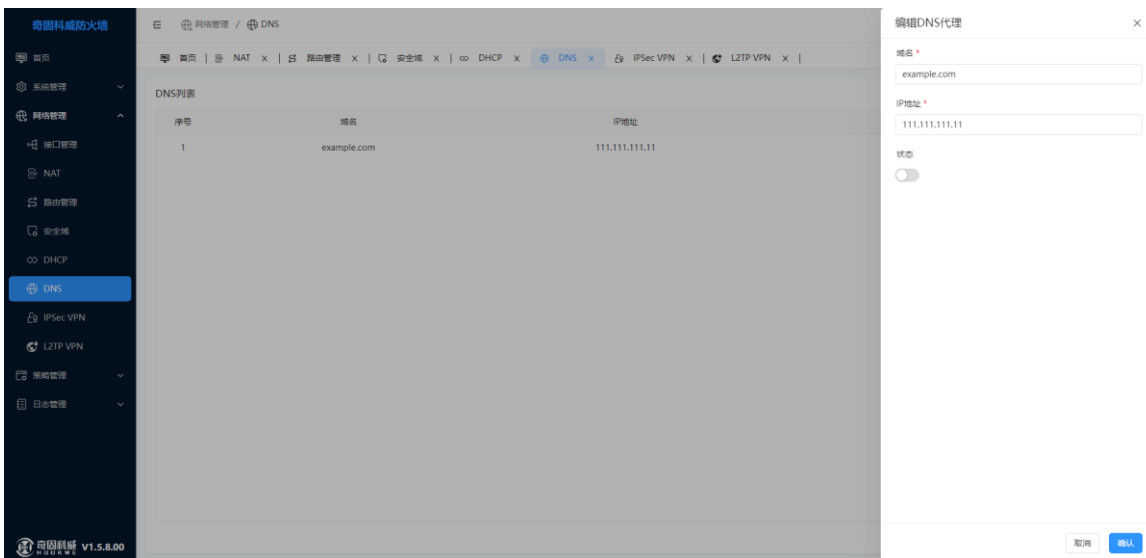 奇固科威防火墙
网络管理 / DNS
编辑DNS代理
首页
首页 | NAT x | 路由管理 x | 安全域 x | DHCP x DNS x IPSec VPN x | L2TP VPN x |
域名 *
example.com
系统管理
DNS列表
网络管理
序号 域名 IP地址
IP地址 *
111.111.111.11
接口管理
1 example.com 111.111.111.11
状态
NAT
路由管理
安全域
DHCP
DNS
IPSec VPN
L2TP VPN
策略管理
日志管理
奇固科威 V1.5.8.00
取消 确认